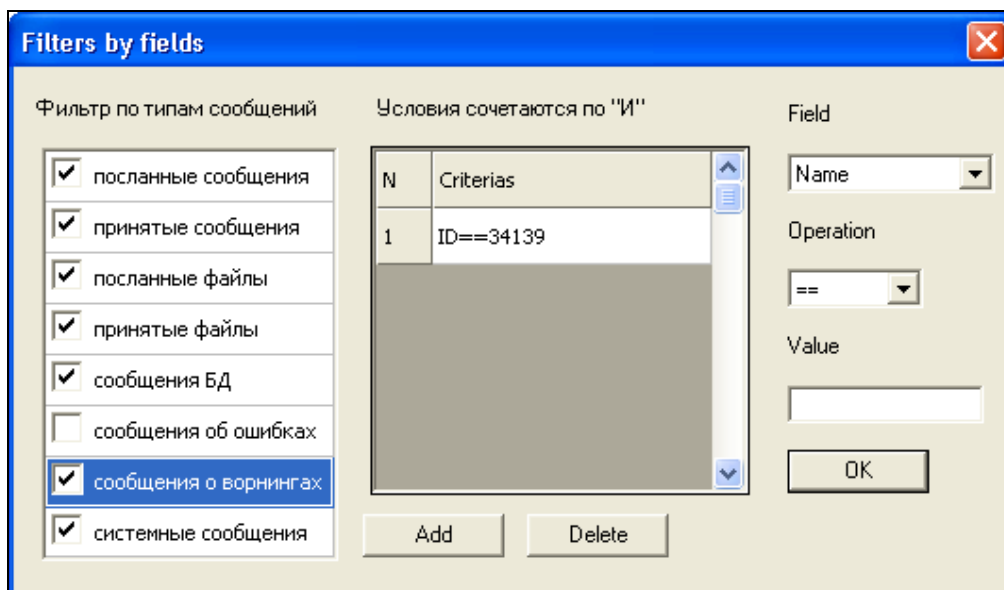 Filters by fields
Фильтр по типам сообщений
посланные сообщения
принятые сообщения
посланные файлы
принятые файлы
сообщения БД
сообщения об ошибках
сообщения о ворнингах
системные сообщения
Условия сочетаются по "И"
N Criterias
1 ID==34139
Add Delete
Field
Name
Operation
==
Value
OK